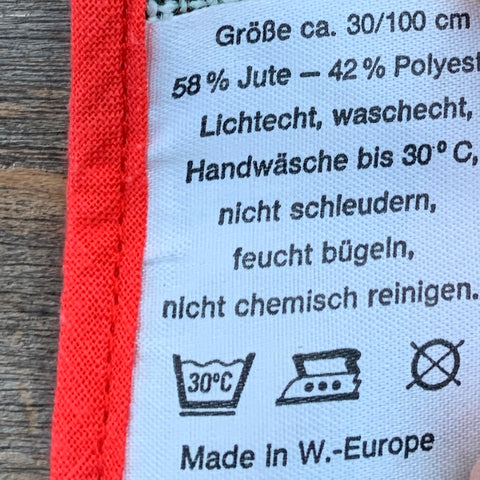 Größe ca. 30/100 cm
58 % Jute – 42 % Polyest
Lichtecht, waschecht,
Handwäsche bis 30° C,
nicht schleudern,
feucht bügeln,
nicht chemisch reinigen.
30°C
Made in W.-Europe